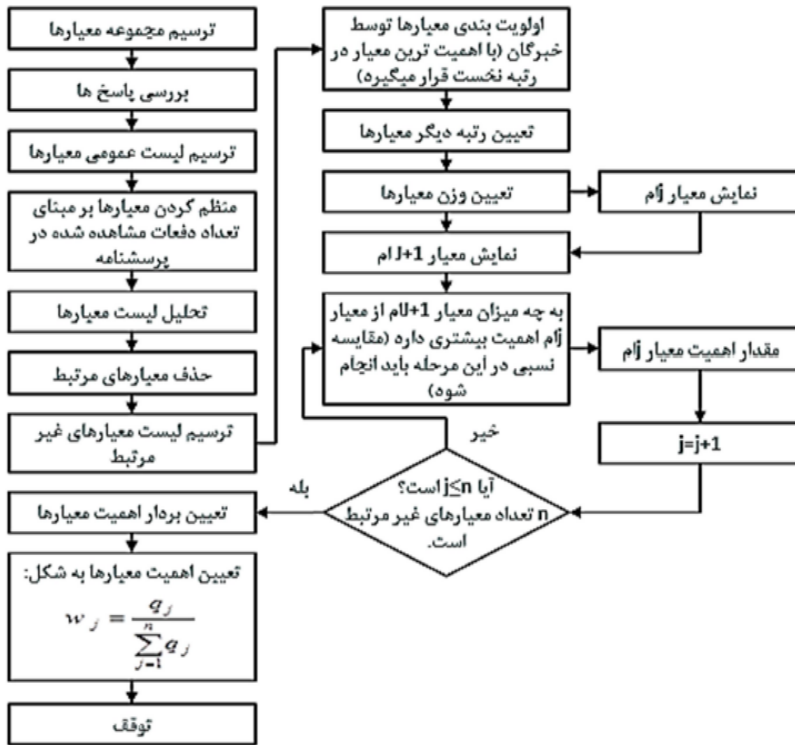 ترسیم مجموعه معیارها
بررسی پاسخ ها
ترسیم لیست عمومی معیارها
منظم کردن معیارها بر مبنای
تعداد دفعات مشاهده شده در
پرسشنامه
تحلیل لیست معیارها
حذف معیارهای مرتبط
ترسیم لیست معیارهای غیر
مرتبط
اولویت بندی معیارها توسط
خبرگان (با اهمیت ترین معیار در
رتبه نخست قرار میگیره)
تعیین رتبه دیگر معیارها
تعیین وزن معیارها
نمایش معیار jام
نمایش معیار J+1 ام
به چه میزان معیار J+1ام از معیار
jام اهمیت بیشتری داره (مقایسه
نسبی در این مرحله باید انجام
شوه)
مقدار اهمیت معیار jام
j=j+1
آیا j≤n است؟
n تعداد معیارهای غیر مرتبط
است.
خیر
بله
تعیین بردار اهمیت معیارها
تعیین اهمیت معیارها به شکل:
w_j = q_j / ∑_{j=1}^{n} q_j
توقف